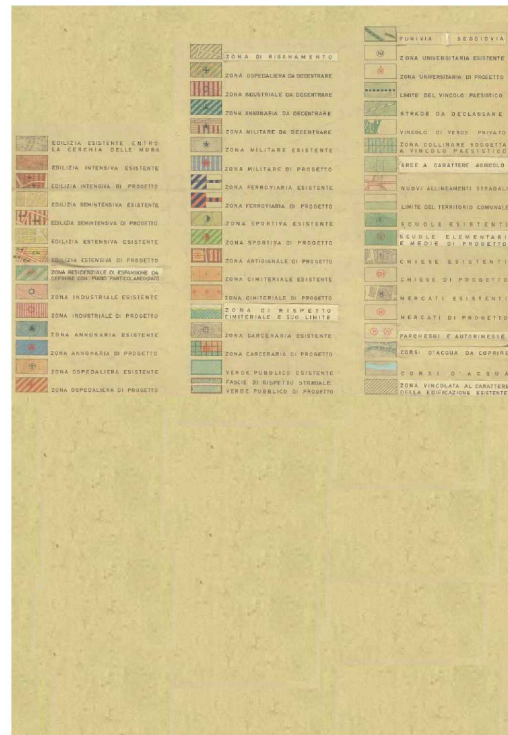 EDILIZIA ESISTENTE ENTRO
LA CERCHIA DELLE MURA
EDILIZIA INTENSIVA ESISTENTE
EDILIZIA INTENSIVA DI PROGETTO
EDILIZIA SEMINTENSIVA ESISTENTE
EDILIZIA SEMINTENSIVA DI PROGETTO
EDILIZIA ESTENSIVA ESISTENTE
EDILIZIA ESTENSIVA DI PROGETTO
ZONA RESIDENZIALE DI ESPANSIONE DA
DEFINIRE CON PIANO PARTICOLAREGGIATO
ZONA INDUSTRIALE ESISTENTE
ZONA INDUSTRIALE DI PROGETTO
ZONA ANNONARIA ESISTENTE
ZONA ANNONARIA DI PROGETTO
ZONA OSPEDALIERA ESISTENTE
ZONA OSPEDALIERA DI PROGETTO
ZONA DI RISANAMENTO
ZONA OSPEDALIERA DA DECENTRARE
ZONA INDUSTRIALE DA DECENTRARE
ZONA ANNONARIA DA DECENTRARE
ZONA MILITARE DA DECENTRARE
ZONA MILITARE ESISTENTE
ZONA MILITARE DI PROGETTO
ZONA FERROVIARIA ESISTENTE
ZONA FERROVIARIA DI PROGETTO
ZONA SPORTIVA ESISTENTE
ZONA SPORTIVA DI PROGETTO
ZONA ARTIGIANALE DI PROGETTO
ZONA CIMITERIALE ESISTENTE
ZONA CIMITERIALE DI PROGETTO
ZONA DI RISPETTO
CIMITERIALE E SUO LIMITE
ZONA CARCERARIA ESISTENTE
ZONA CARCERARIA DI PROGETTO
VERDE PUBBLICO ESISTENTE
FASCIE DI RISPETTO STRADALE
VERDE PUBBLICO DI PROGETTO
FUNIVIA SEGGIOVIA
ZONA UNIVERSITARIA ESISTENTE
ZONA UNIVERSITARIA DI PROGETTO
LIMITE DEL VINCOLO PAESISTICO
STRADE DA DECLASSARE
VINCOLO DI VERDE PRIVATO
ZONA COLLINARE SOGGETTA
A VINCOLO PAESISTICO
AREE A CARATTERE AGRICOLO
NUOVI ALLINEAMENTI STRADALI
LIMITE DEL TERRITORIO COMUNALE
SCUOLE ESISTENTI
SCUOLE ELEMENTARI
E MEDIE DI PROGETTO
CHIESE ESISTENTI
CHIESE DI PROGETTO
MERCATI ESISTENTI
MERCATI DI PROGETTO
PARCHEGGI E AUTORIMESSE
CORSI D'ACQUA DA COPRIRE
CORSI D'ACQUA
ZONA VINCOLATA AL CARATTERE
DELLA EDIFICAZIONE ESISTENTE